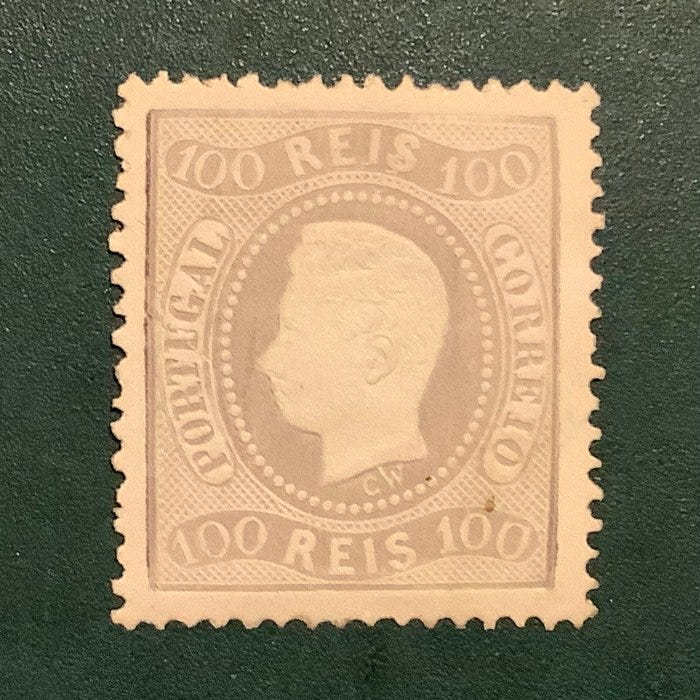 100 REIS 100
PORTUGAL
CORREIO
CW
100 REIS 100